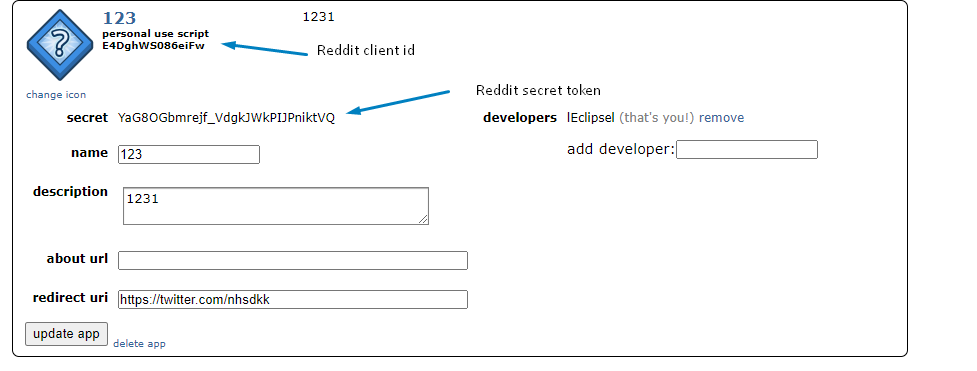 123
1231
personal use script
E4DghWS086eiFw
Reddit client id
change icon
Reddit secret token
secret YaG8OGbmrejf_VdgkJWkPIJPniktVQ
developers lEclipsel (that's you!) remove
name 123
add developer:
description 1231
about url
redirect uri https://twitter.com/nhsdkk
update app
delete app